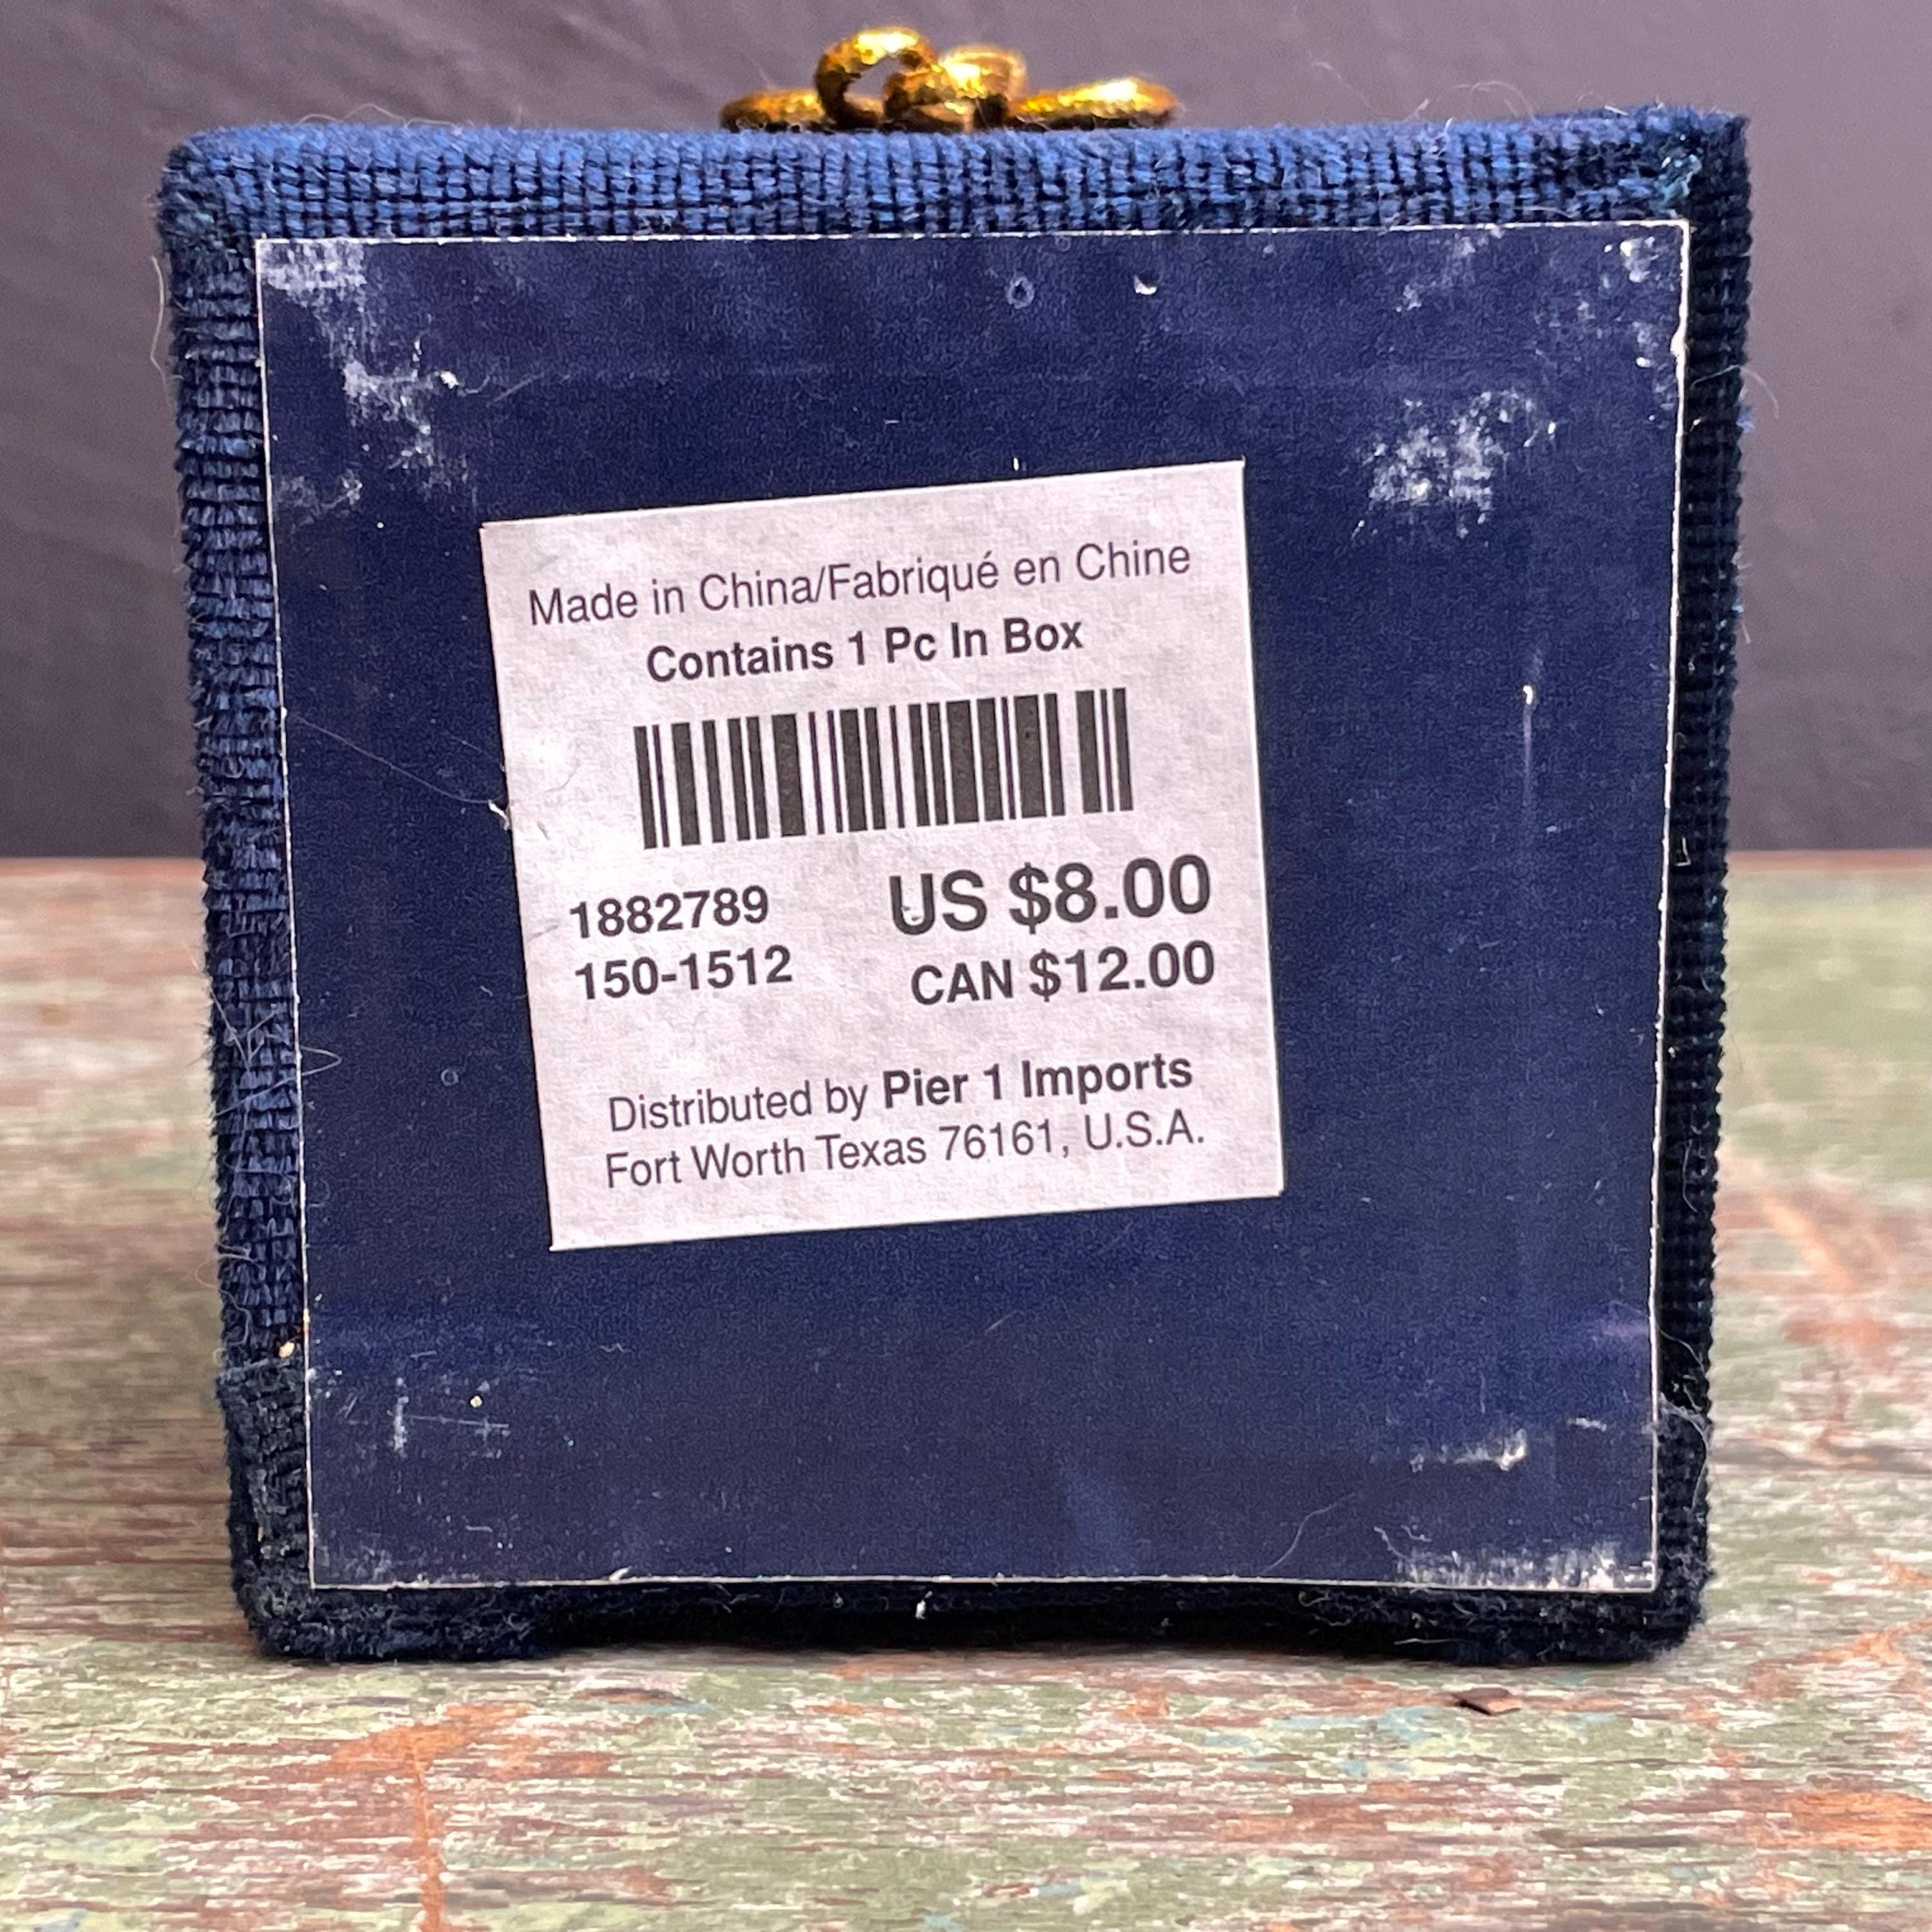 Made in China/Fabriqué en Chine
Contains 1 Pc In Box
1882789 US $8.00
150-1512 CAN $12.00
Distributed by Pier 1 Imports
Fort Worth Texas 76161, U.S.A.